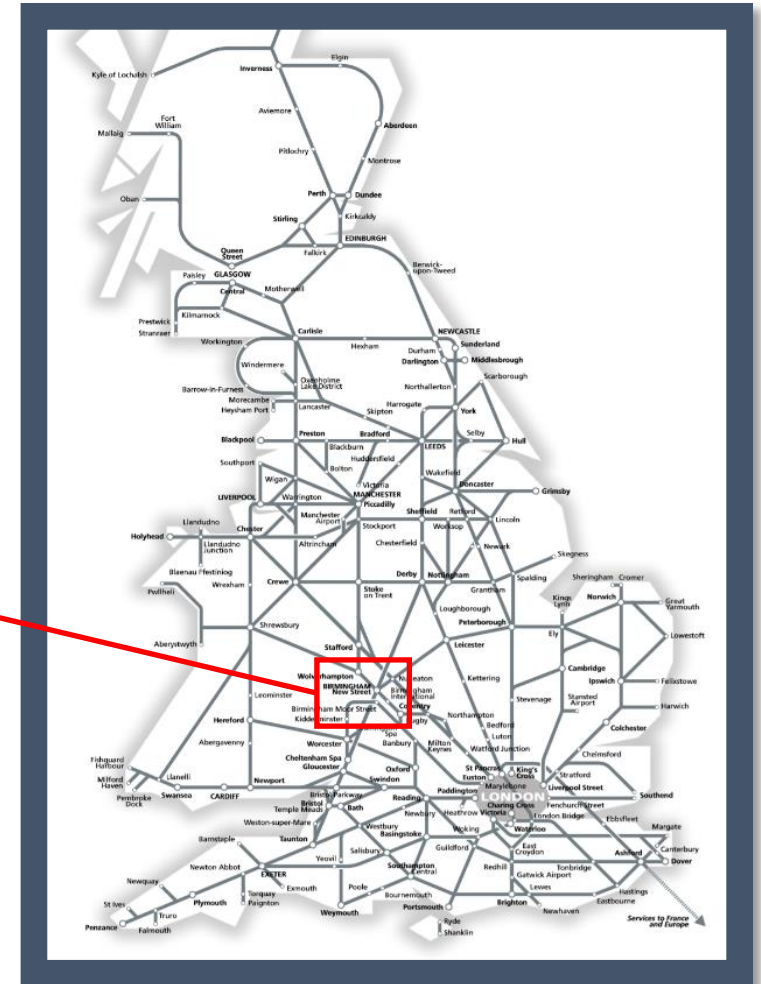 Elgin
Inverness
Kyle of Lochalsh
Aviemore
Fort
William
Mallaig
Aberdeen
Pitlochry
Montrose
Perth
Dundee
Oban
Kirkcaldy
Stirling
EDINBURGH
Queen
Street
Falkirk
Berwick-
upon-Tweed
Paisley
GLASGOW
Central
Motherwell
Kilmarnock
Prestwick
Stranraer
Carlisle
NEWCASTLE
Workington
Hexham
Sunderland
Durham
Darlington
Middlesbrough
Windermere
Scarborough
Oxenholme
Lake District
Northallerton
Barrow-in-Furness
Morecambe
Heysham Port
Lancaster
Harrogate
York
Skipton
Blackpool
Preston
Bradford
Selby
Hull
Blackburn
LEEDS
Huddersfield
Southport
Bolton
Wakefield
Wigan
Victoria
Doncaster
MANCHESTER
Piccadilly
Grimsby
LIVERPOOL
Warrington
Manchester
Airport
Sheffield
Retford
Lincoln
Llandudno
Stockport
Worksop
Holyhead
Chester
Llandudno
Junction
Altrincham
Chesterfield
Newark
Skegness
Blaenau Ffestiniog
Derby
Nottingham
Pwllheli
Wrexham
Crewe
Stoke
on Trent
Grantham
Spalding
Sheringham
Cromer
Kings
Lynn
Norwich
Great
Yarmouth
Loughborough
Peterborough
Shrewsbury
Ely
Aberystwyth
Stafford
Leicester
Lowestoft
Wolverhampton
BIRMINGHAM
New Street
Nuneaton
Kettering
Cambridge
Birmingham
International
Ipswich
Felixstowe
Leominster
Birmingham Moor Street
Coventry
Stevenage
Stansted
Airport
Harwich
Hereford
Kidderminster
Rugby
Northampton
Bedford
Spa
Colchester
Abergavenny
Worcester
Banbury
Milton
Keynes
Luton
Watford Junction
Chelmsford
Fishguard
Harbour
Cheltenham Spa
Gloucester
Oxford
St Pancras
Euston
King's
Cross
Stratford
Milford
Haven
Llanelli
Newport
Swindon
Marylebone
Liverpool Street
Pembroke
Dock
Swansea
CARDIFF
Bristol Parkway
Paddington
LONDON
Southend
Bristol
Temple Meads
Bath
Reading
Charing Cross
Fenchurch Street
Newbury
Heathrow
Victoria
London Bridge
Ebbsfleet
Weston-super-Mare
Westbury
Basingstoke
Woking
Waterloo
Margate
Barnstaple
Taunton
East
Croydon
Canterbury
Yeovil
Salisbury
Guildford
Ashford
Dover
Newton Abbot
Southampton
Central
Redhill
Tonbridge
Gatwick Airport
Newquay
EXETER
Exmouth
Poole
Lewes
Hastings
St Ives
Torquay
Paignton
Bournemouth
Eastbourne
Plymouth
Weymouth
Portsmouth
Brighton
Newhaven
Truro
Penzance
Falmouth
Ryde
Shanklin
Services to France
and Europe